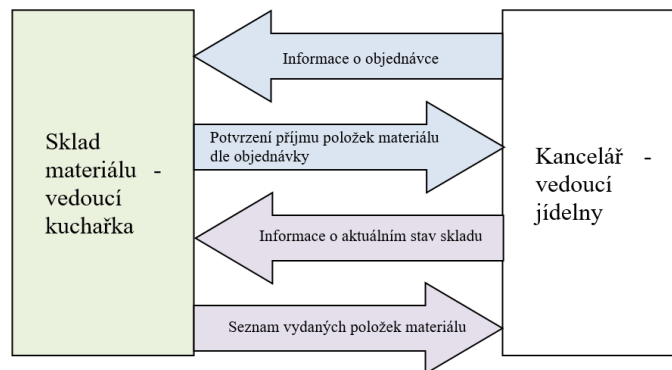 Informace o objednávce
Sklad
materiálu -
vedoucí
kuchařka
Potvrzení příjmu položek materiálu
dle objednávky
Kancelář -
vedoucí
jídelny
Informace o aktuálním stav skladu
Seznam vydaných položek materiálu